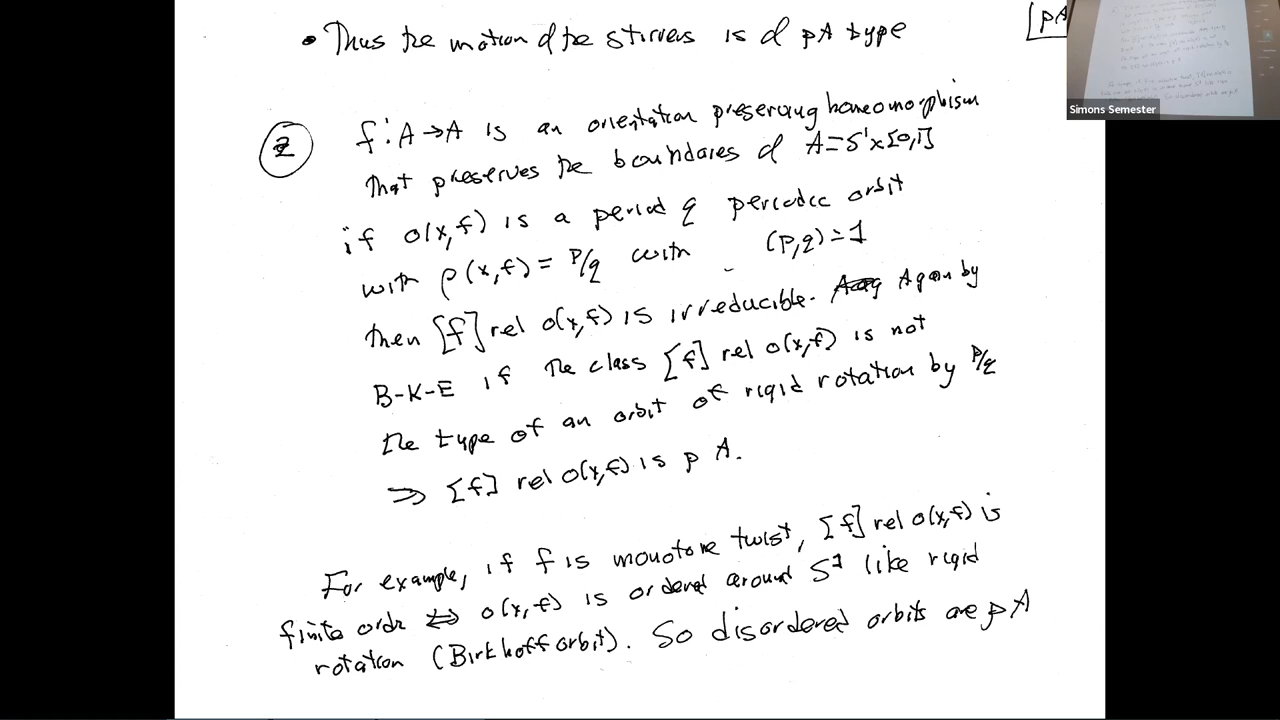 • Thus the motion of the stirrers is of pA type
pA
Simons Semester
② f: A → A is an orientation preserving homeomorphism
that preserves the boundaries of A = S¹ x [0,1]
if o(x,f) is a period q periodic orbit
with ρ(x,f) = p/q with (p,q) = 1
then [f] rel o(x,f) is irreducible. Again by
B-K-E if the class [f] rel o(x,f) is not
the type of an orbit of rigid rotation by p/q
⇒ [f] rel o(x,f) is pA.
For example, if f is monotone twist, [f] rel o(x,f) is
finite order ⇔ o(x,f) is ordered around S¹ like rigid
rotation (Birkhoff orbit). So disordered orbits are pA